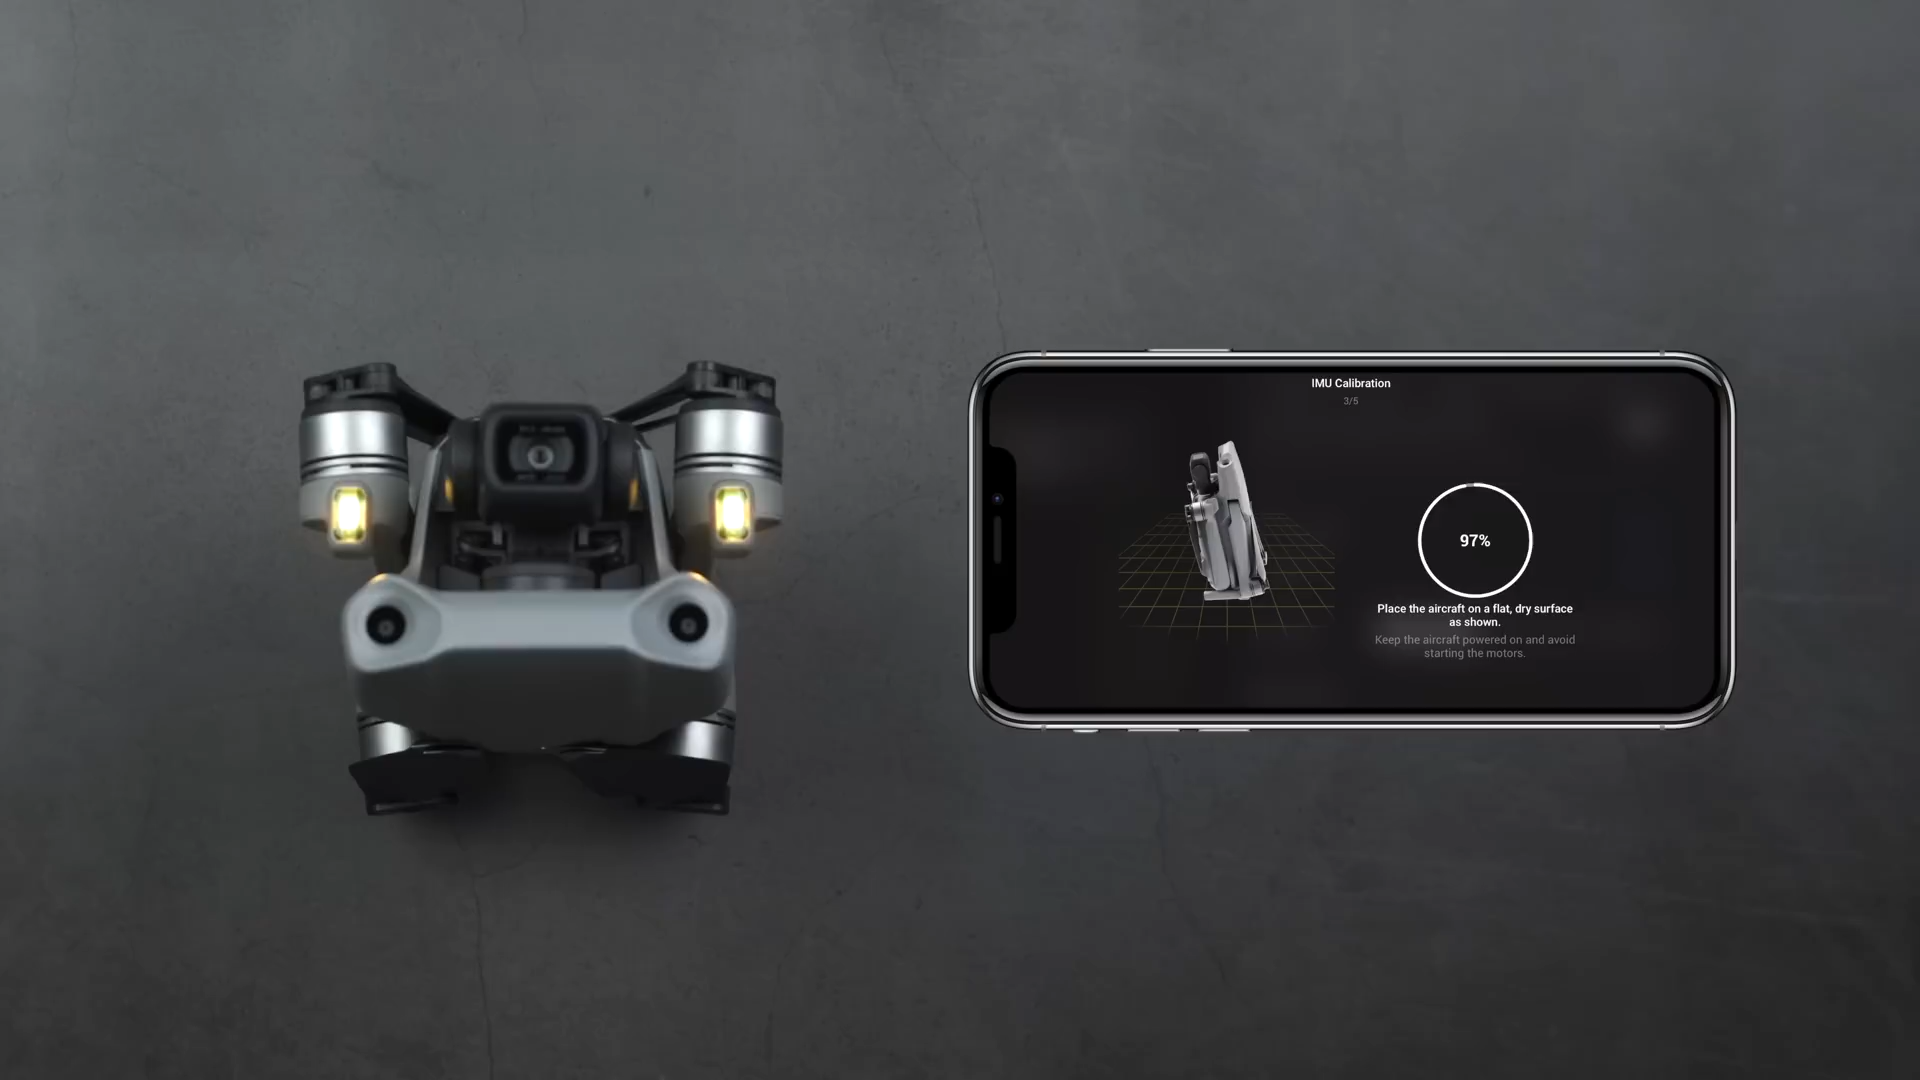 IMU Calibration
3/5
97%
Place the aircraft on a flat, dry surface
as shown.
Keep the aircraft powered on and avoid
starting the motors.